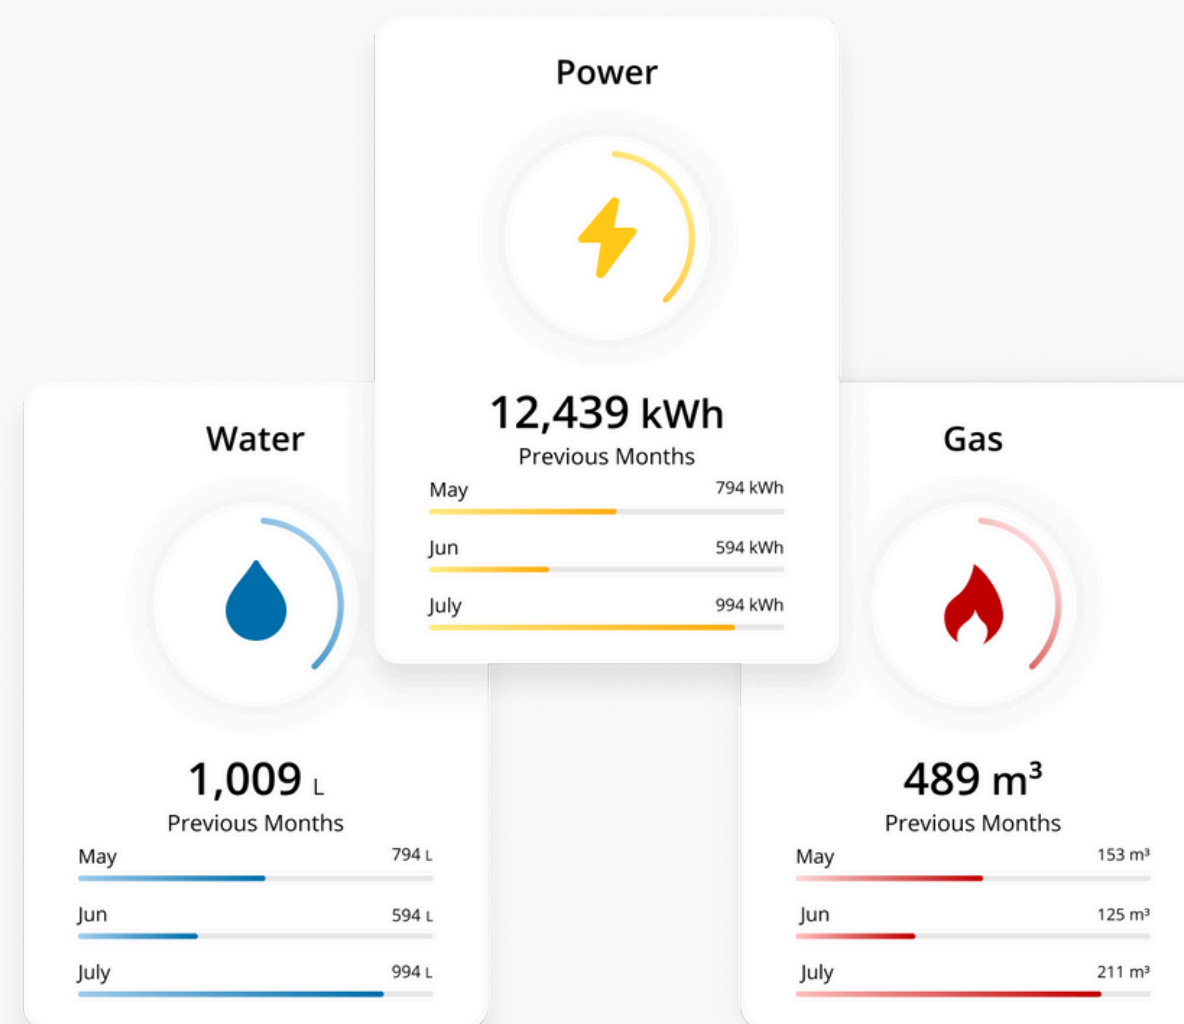 Power
12,439 kWh
Previous Months
May 794 kWh
Jun 594 kWh
July 994 kWh
Water
1,009 L
Previous Months
May 794 L
Jun 594 L
July 994 L
Gas
489 m³
Previous Months
May 153 m³
Jun 125 m³
July 211 m³